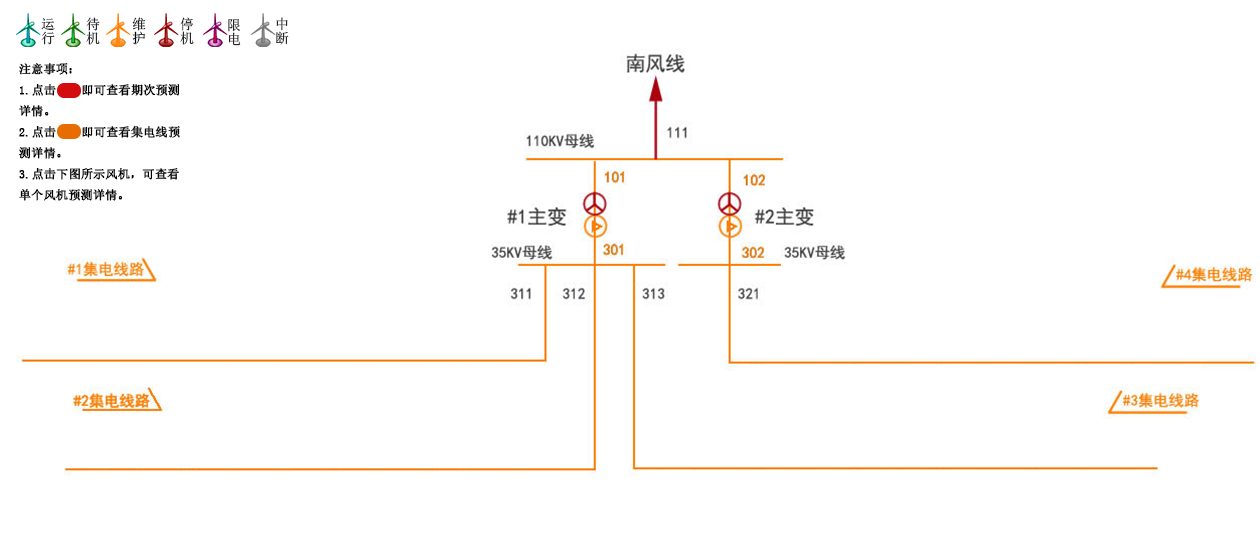 运行 待机 维护 停机 限电 中断
注意事项:
1.点击 即可查看期次预测
详情。
2.点击 即可查看集电线预
测详情。
3.点击下图所示风机，可查看
单个风机预测详情。
南风线
111
110KV母线
101
102
#1主变
#2主变
35KV母线
301
302
35KV母线
#1集电线路
#4集电线路
311
312
313
321
#2集电线路
#3集电线路